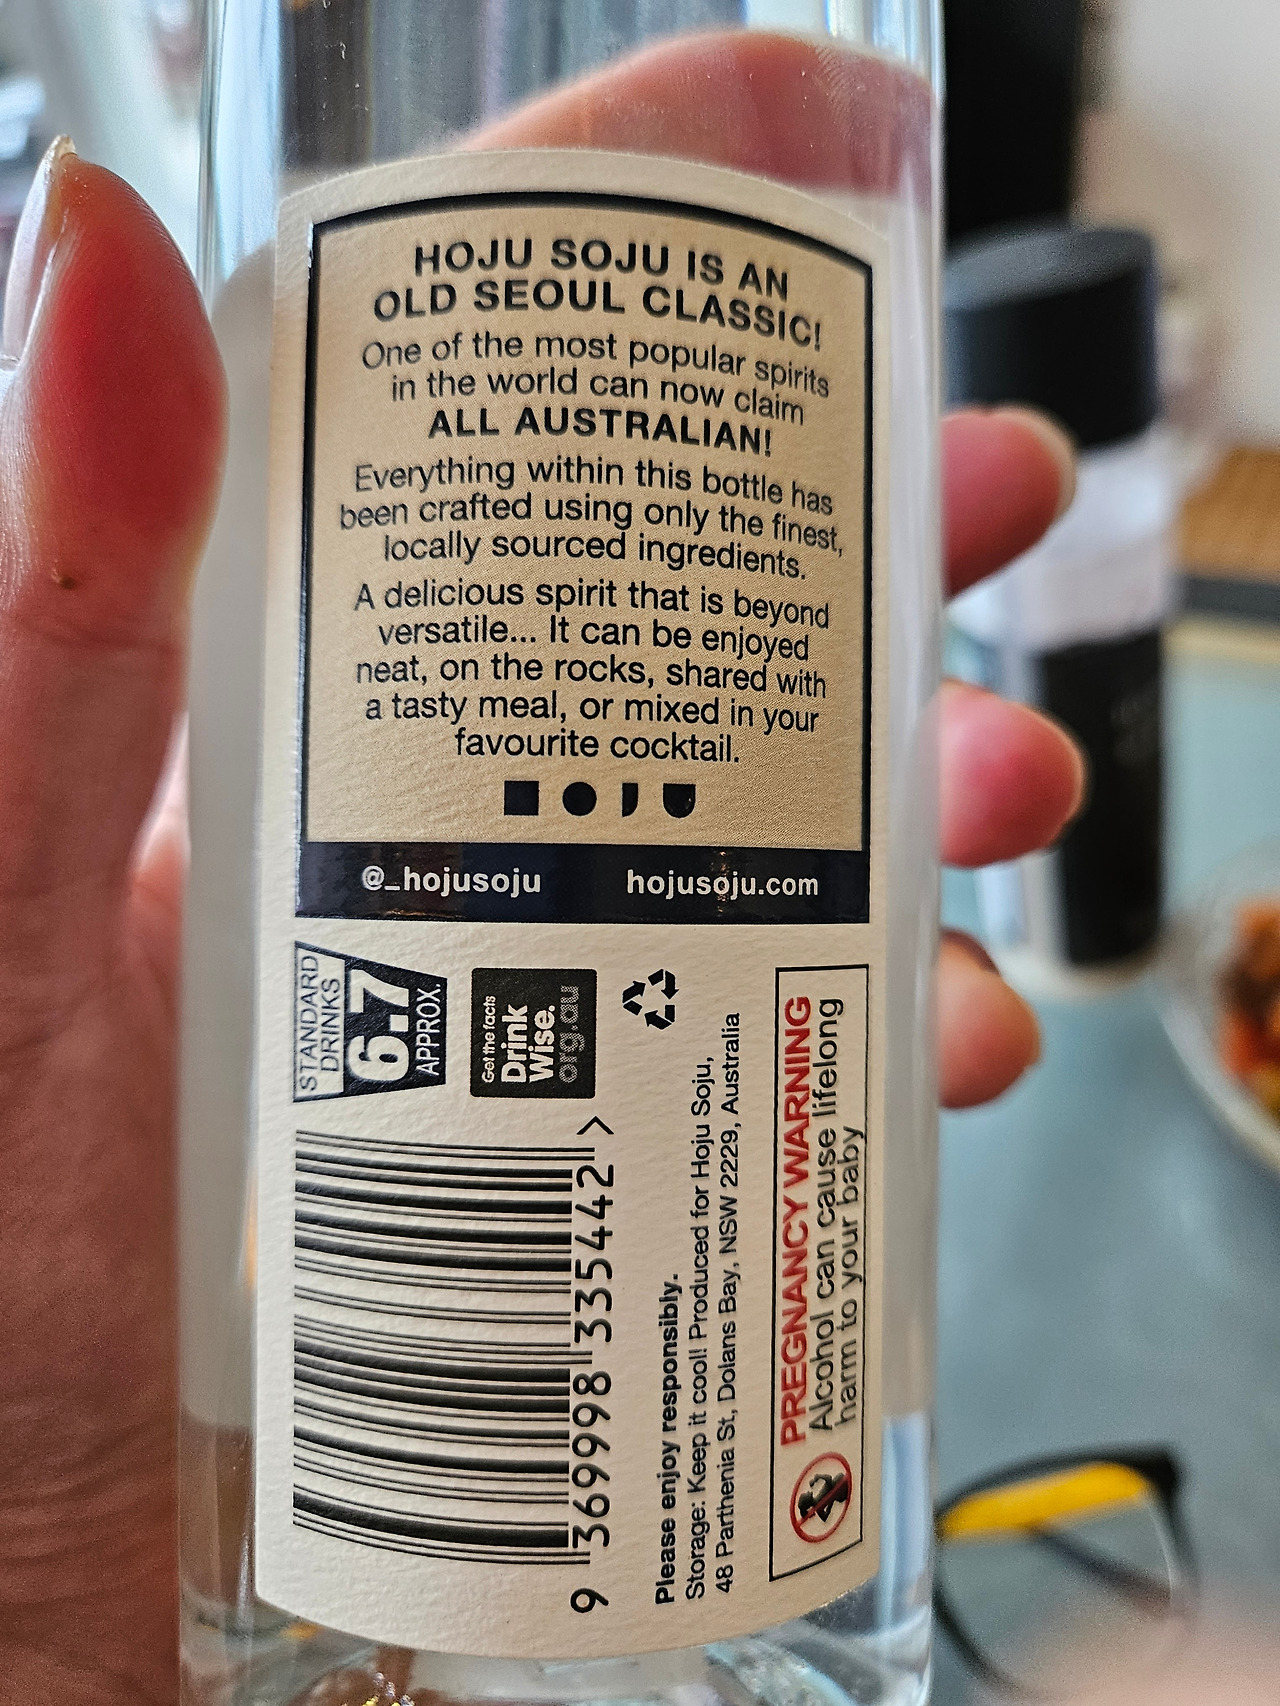 HOJU SOJU IS AN
OLD SEOUL CLASSIC!
One of the most popular spirits
in the world can now claim
ALL AUSTRALIAN!
Everything within this bottle has
been crafted using only the finest,
locally sourced ingredients.
A delicious spirit that is beyond
versatile... It can be enjoyed
neat, on the rocks, shared with
a tasty meal, or mixed in your
favourite cocktail.
@_hojusoju hojusoju.com
STANDARD
DRINKS
6.7
APPROX.
Get the facts
Drink
Wise.
org.au
9 369998 335442 >
Please enjoy responsibly.
Storage: Keep it cool! Produced for Hoju Soju,
48 Parthenia St, Dolans Bay, NSW 2229, Australia
PREGNANCY WARNING
Alcohol can cause lifelong
harm to your baby